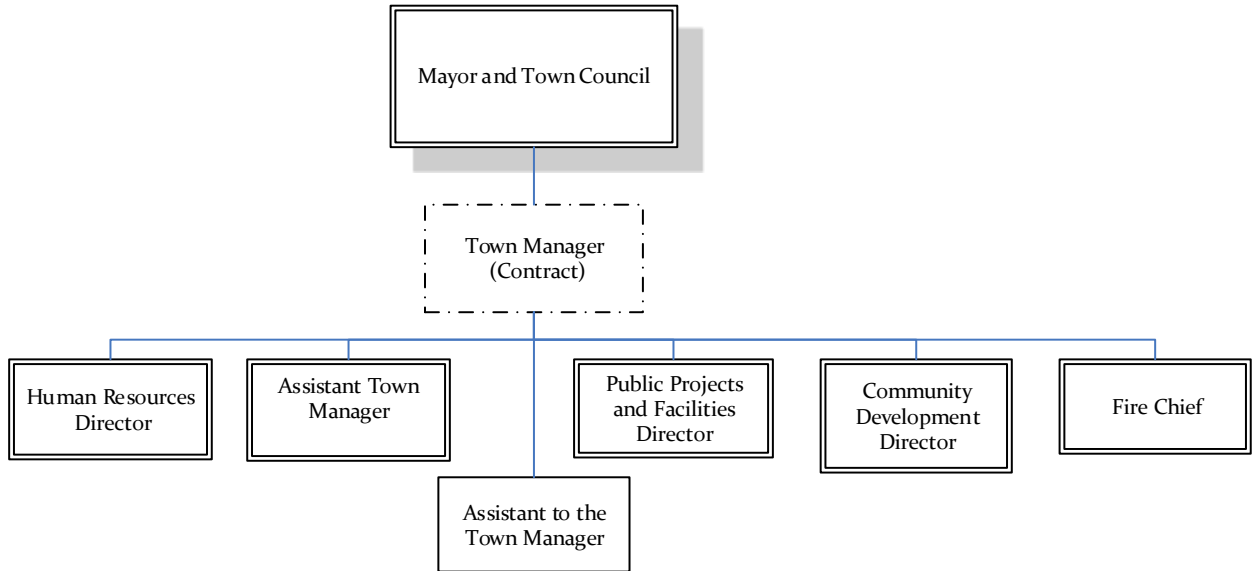 Mayor and Town Council
Town Manager
(Contract)
Human Resources
Director
Assistant Town
Manager
Public Projects
and Facilities
Director
Community
Development
Director
Fire Chief
Assistant to the
Town Manager